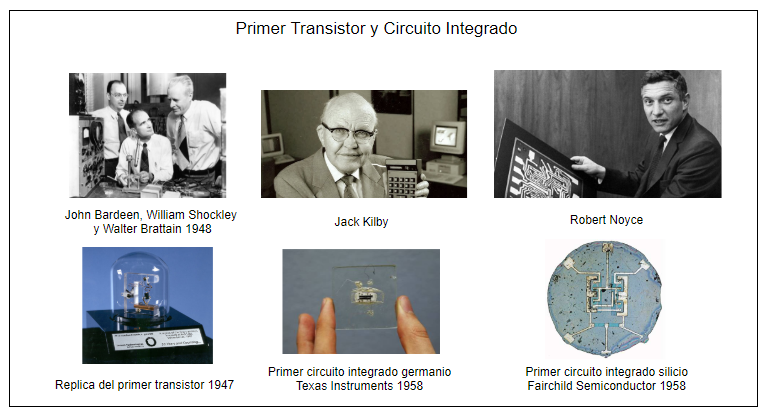 Primer Transistor y Circuito Integrado
John Bardeen, William Shockley
y Walter Brattain 1948
Jack Kilby
Robert Noyce
Replica del primer transistor 1947
Primer circuito integrado germanio
Texas Instruments 1958
Primer circuito integrado silicio
Fairchild Semiconductor 1958